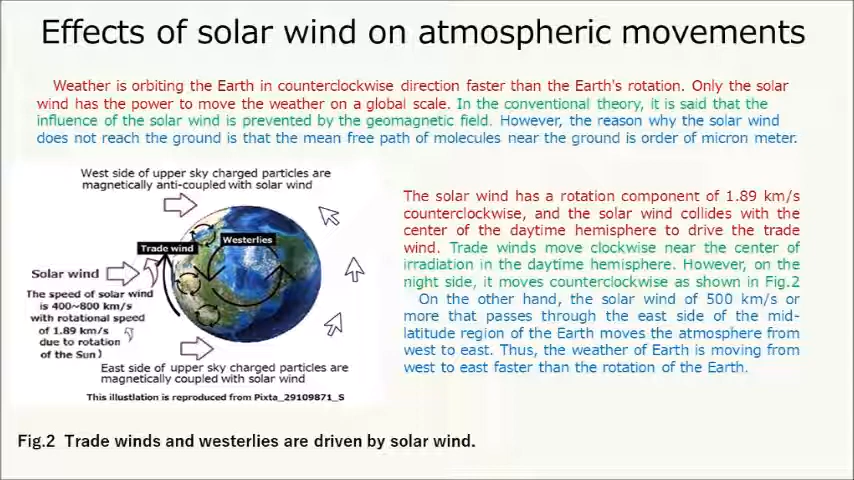 Effects of solar wind on atmospheric movements
Weather is orbiting the Earth in counterclockwise direction faster than the Earth's rotation. Only the solar
wind has the power to move the weather on a global scale. In the conventional theory, it is said that the
influence of the solar wind is prevented by the geomagnetic field. However, the reason why the solar wind
does not reach the ground is that the mean free path of molecules near the ground is order of micron meter.
West side of upper sky charged particles are
magnetically anti-coupled with solar wind
Trade wind
Westerlies
Solar wind
The speed of solar wind
is 400~800 km/s
with rotational speed
of 1.89 km/s
due to rotation
of the Sun)
East side of upper sky charged particles are
magnetically coupled with solar wind
This illustlation is reproduced from Pixta_29109871_S
The solar wind has a rotation component of 1.89 km/s
counterclockwise, and the solar wind collides with the
center of the daytime hemisphere to drive the trade
wind. Trade winds move clockwise near the center of
irradiation in the daytime hemisphere. However, on the
night side, it moves counterclockwise as shown in Fig.2
On the other hand, the solar wind of 500 km/s or
more that passes through the east side of the mid-
latitude region of the Earth moves the atmosphere from
west to east. Thus, the weather of Earth is moving from
west to east faster than the rotation of the Earth.
Fig.2 Trade winds and westerlies are driven by solar wind.